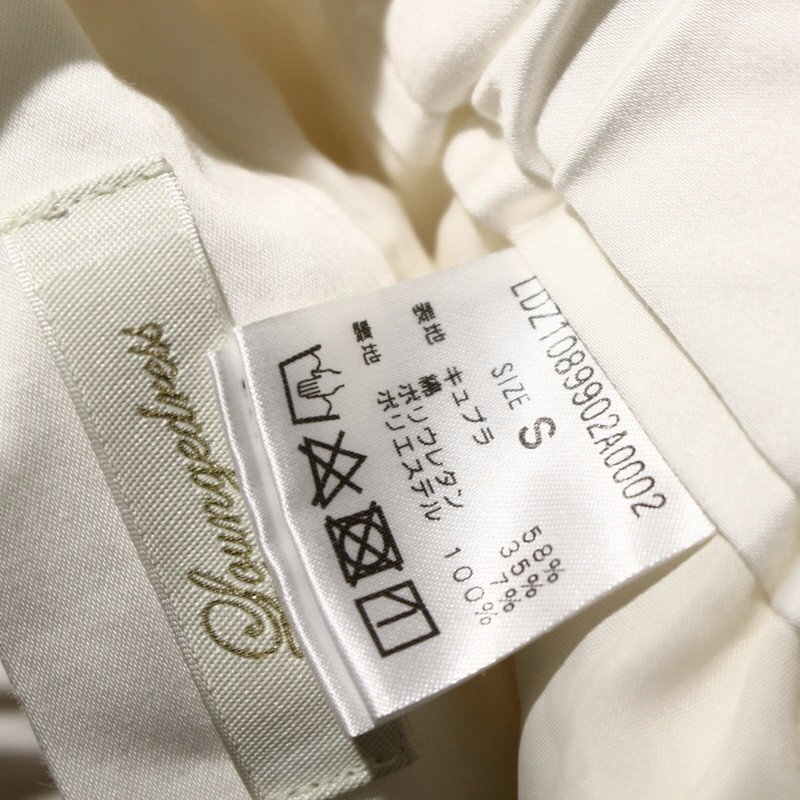 Loungedress
LDZ1089902A0002
SIZE S
表地 キュプラ 58%
綿 35%
ポリウレタン 7%
裏地 ポリエステル 100%